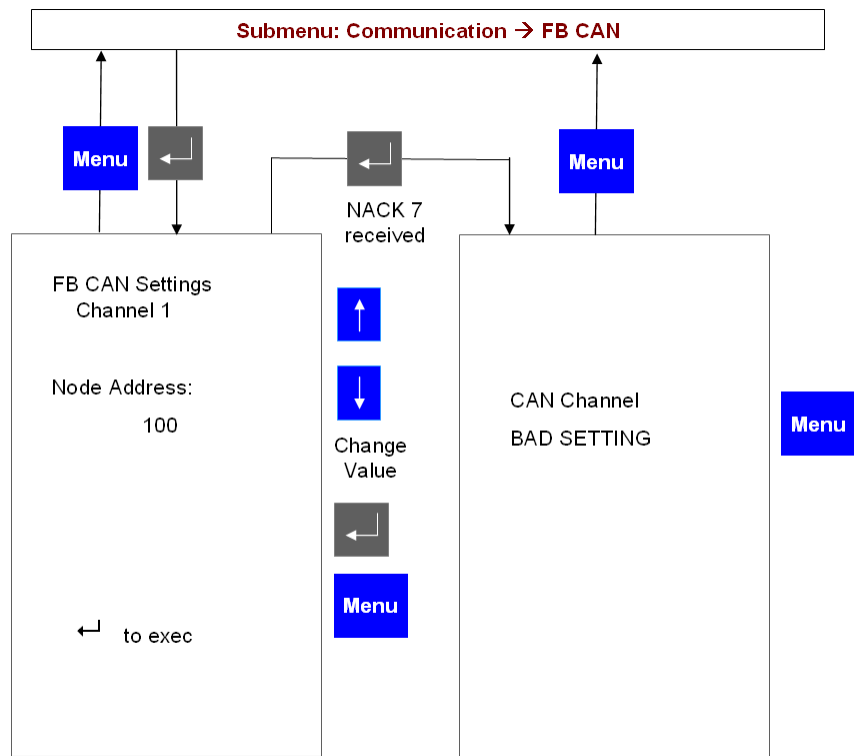 Submenu: Communication → FB CAN
Menu
Menu
NACK 7
received
FB CAN Settings
Channel 1
Node Address:
100
↵ to exec
Change
Value
Menu
CAN Channel
BAD SETTING
Menu